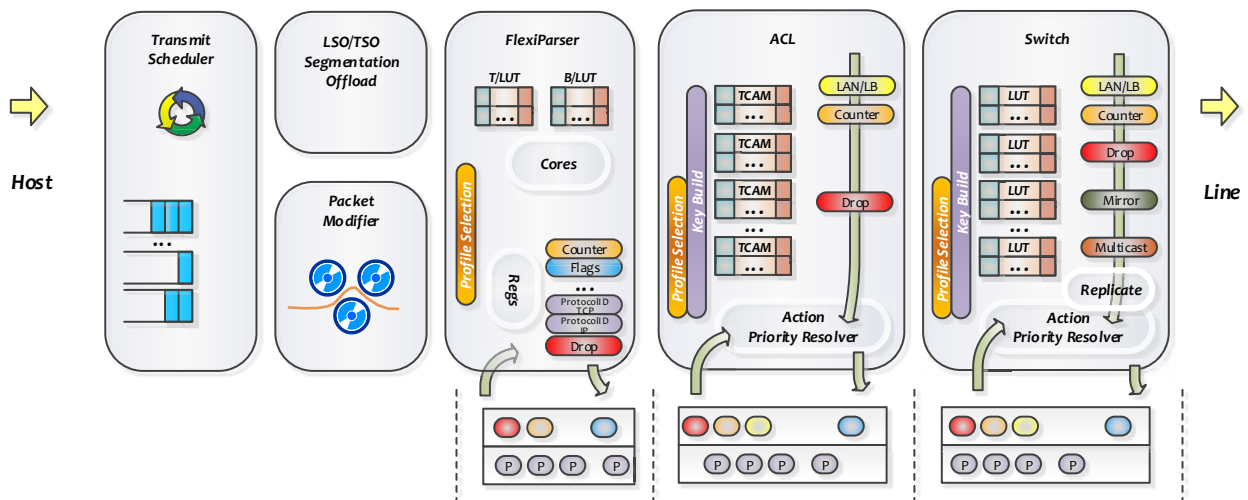 Host
Transmit
Scheduler
...
LSO/TSO
Segmentation
Offload
Packet
Modifier
FlexiParser
T/LUT
B/LUT
...
...
Cores
Profile Selection
Regs
Counter
Flags
...
ProtocolID
TCP
ProtocolID
IP
Drop
ACL
Profile Selection
Key Build
TCAM
...
TCAM
...
TCAM
...
...
TCAM
...
LAN/LB
Counter
Drop
Action
Priority Resolver
Switch
Profile Selection
Key Build
LUT
...
LUT
...
LUT
...
...
LUT
...
LAN/LB
Counter
Drop
Mirror
Multicast
Replicate
Action
Priority Resolver
Line
P P P P
P P P P
P P P P